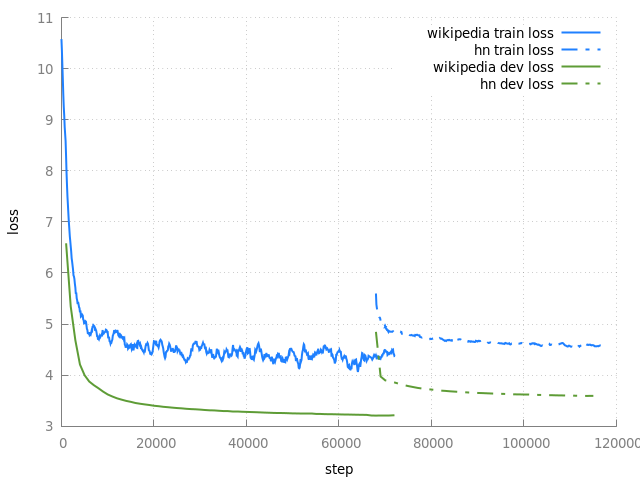 11
10
9
8
7
6
5
4
3
loss
wikipedia train loss
hn train loss
wikipedia dev loss
hn dev loss
0 20000 40000 60000 80000 100000 120000
step